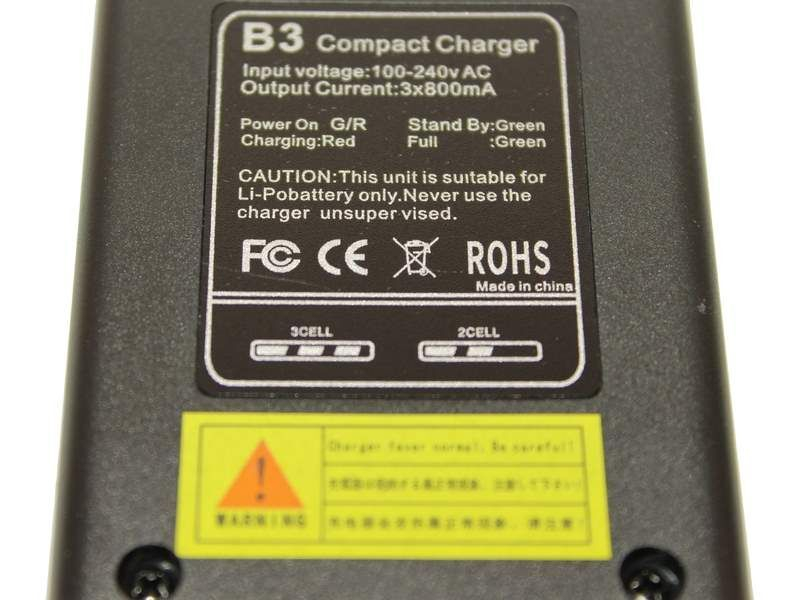 B3 Compact Charger
Input voltage:100-240v AC
Output Current:3x800mA
Power On G/R Stand By:Green
Charging:Red Full :Green
CAUTION:This unit is suitable for
Li-Pobattery only.Never use the
charger unsuper vised.
FC CE ROHS
Made in china
3CELL 2CELL
Charger fever normal, Be carefull
WARNING